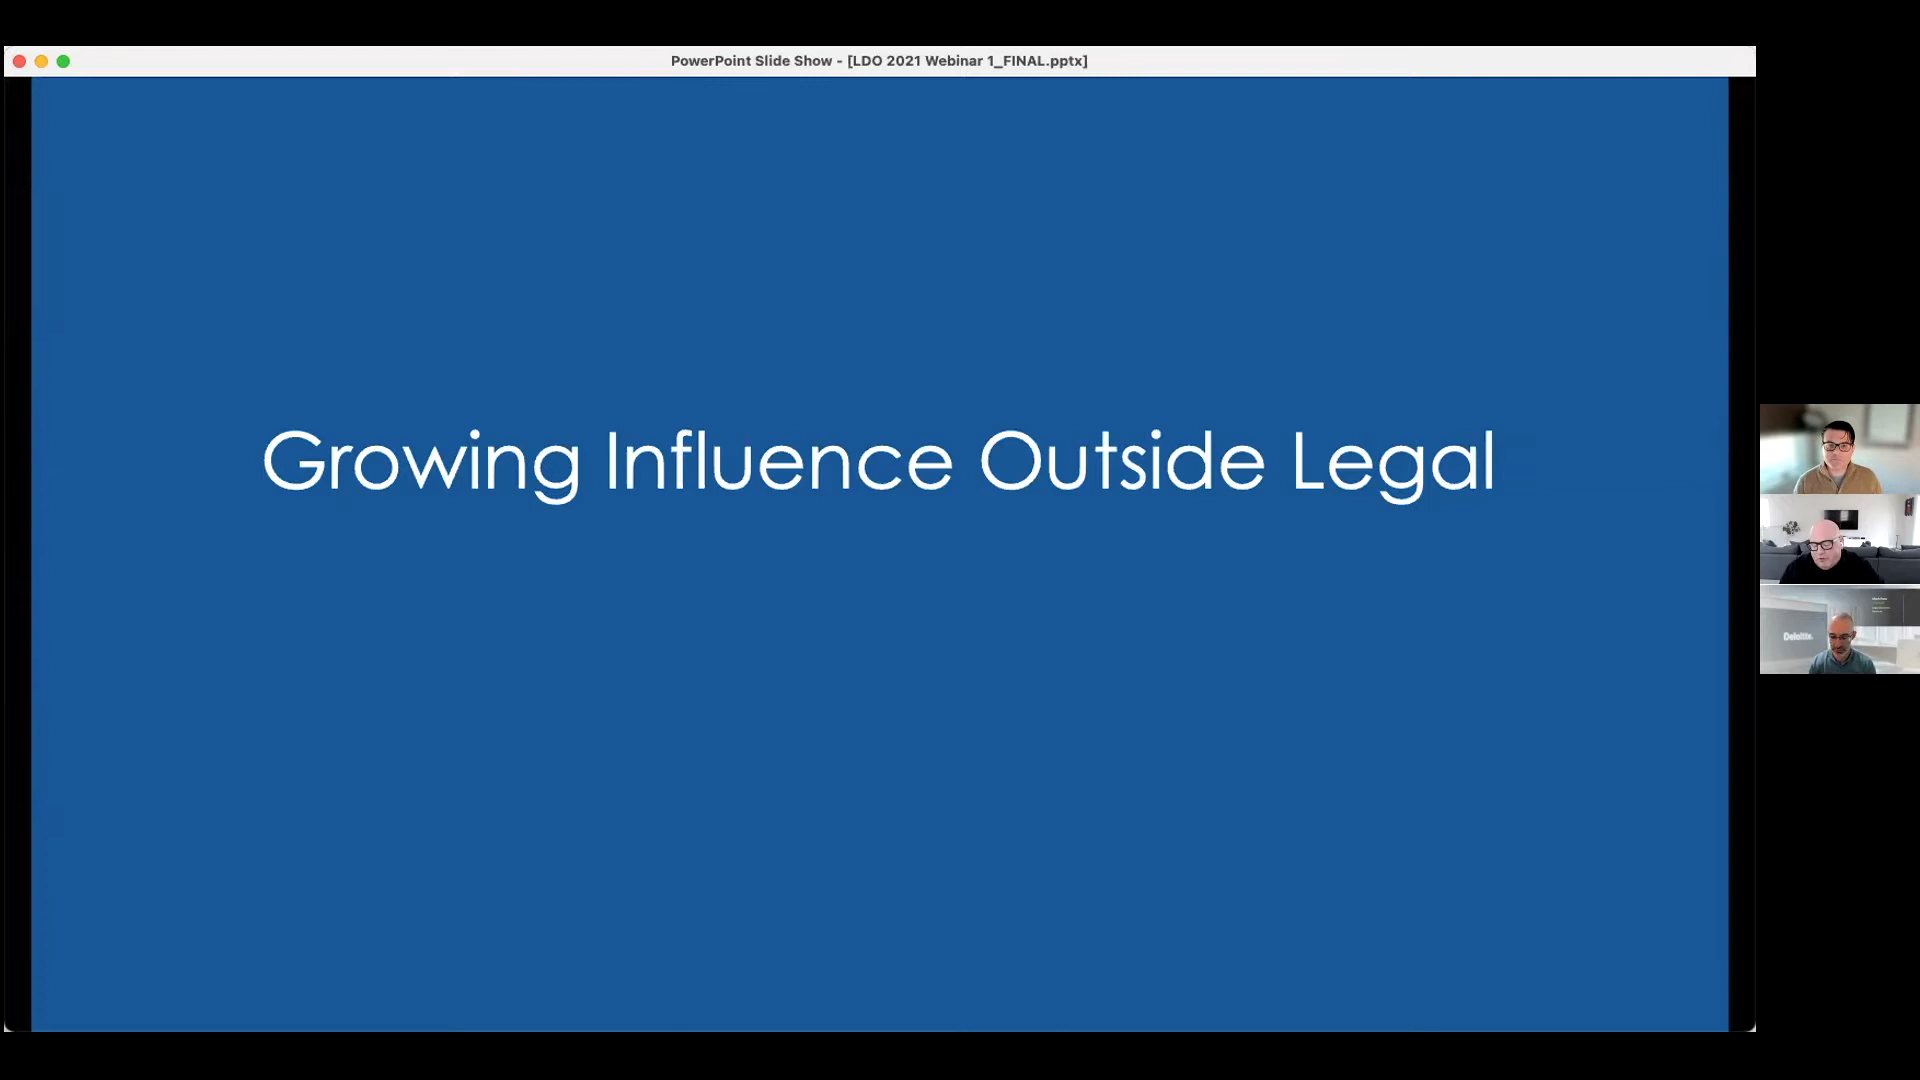 PowerPoint Slide Show - [LDO 2021 Webinar 1_FINAL.pptx]
Growing Influence Outside Legal
Deloitte.